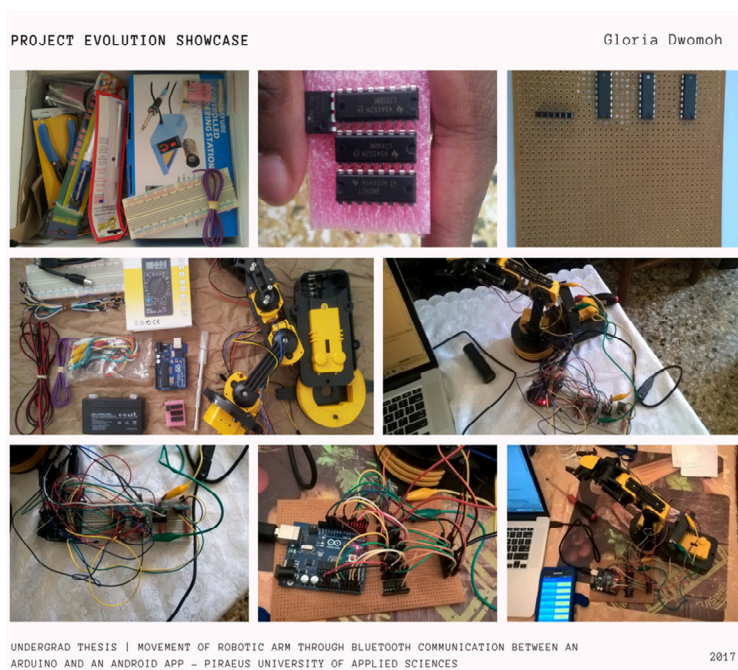 PROJECT EVOLUTION SHOWCASE
Gloria Dwomoh
UNDERGRAD THESIS | MOVEMENT OF ROBOTIC ARM THROUGH BLUETOOTH COMMUNICATION BETWEEN AN
ARDUINO AND AN ANDROID APP – PIRAEUS UNIVERSITY OF APPLIED SCIENCES
2017